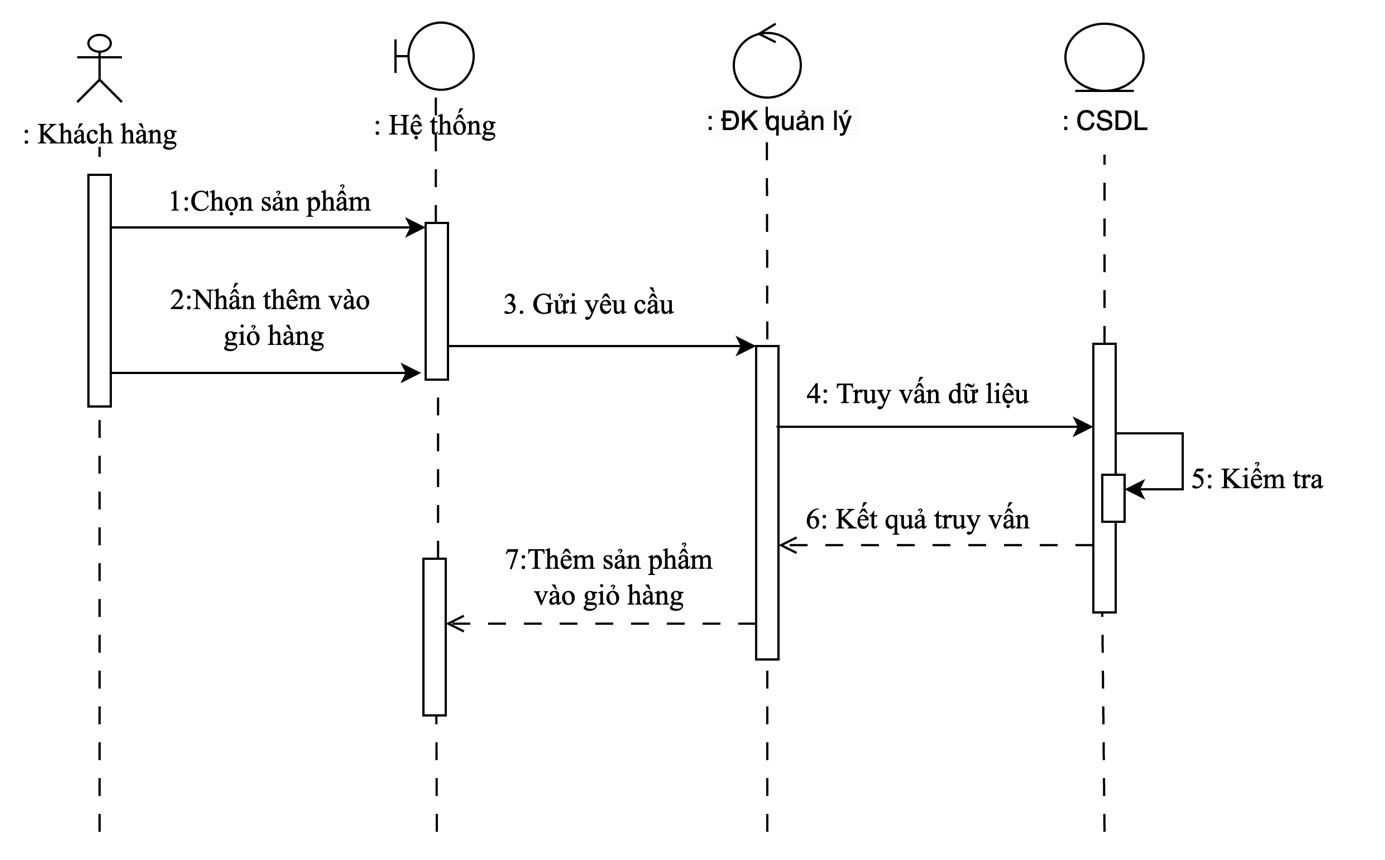 : Khách hàng
: Hệ thống
: ĐK quản lý
: CSDL
1:Chọn sản phẩm
2:Nhấn thêm vào
giỏ hàng
3. Gửi yêu cầu
4: Truy vấn dữ liệu
5: Kiểm tra
6: Kết quả truy vấn
7:Thêm sản phẩm
vào giỏ hàng